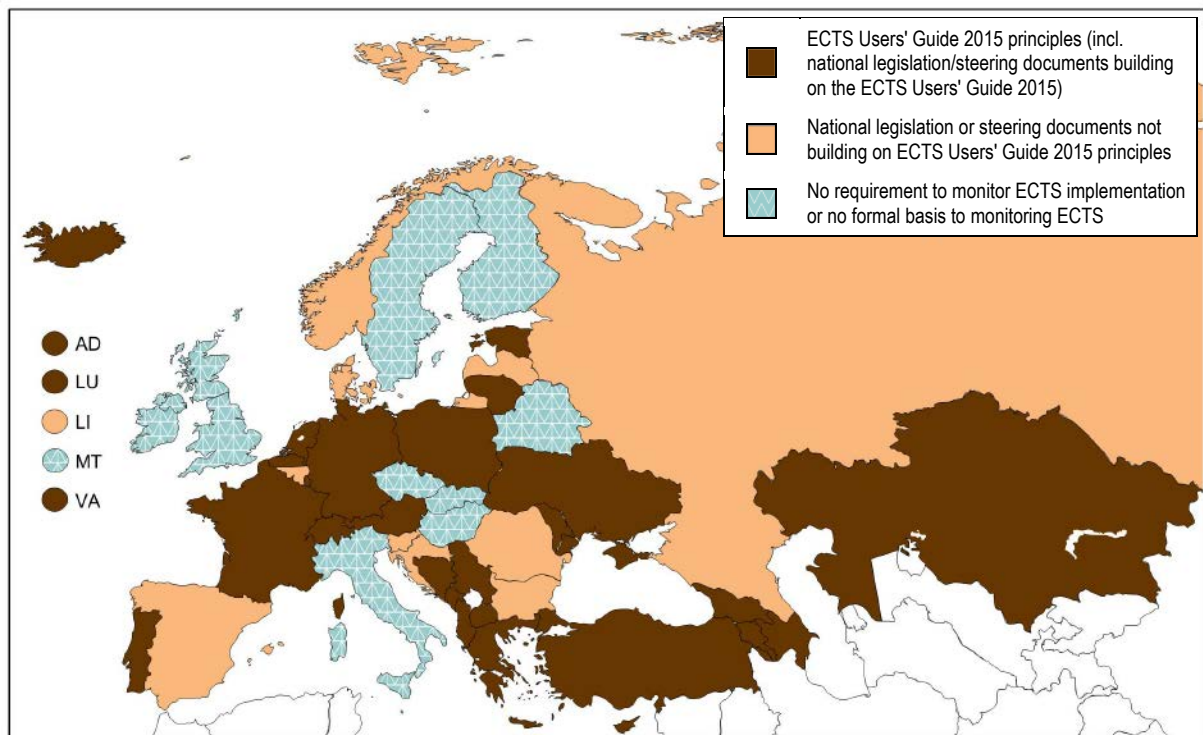 ECTS Users' Guide 2015 principles (incl.
national legislation/steering documents building
on the ECTS Users' Guide 2015)
National legislation or steering documents not
building on ECTS Users' Guide 2015 principles
No requirement to monitor ECTS implementation
or no formal basis to monitoring ECTS
AD
LU
LI
MT
VA